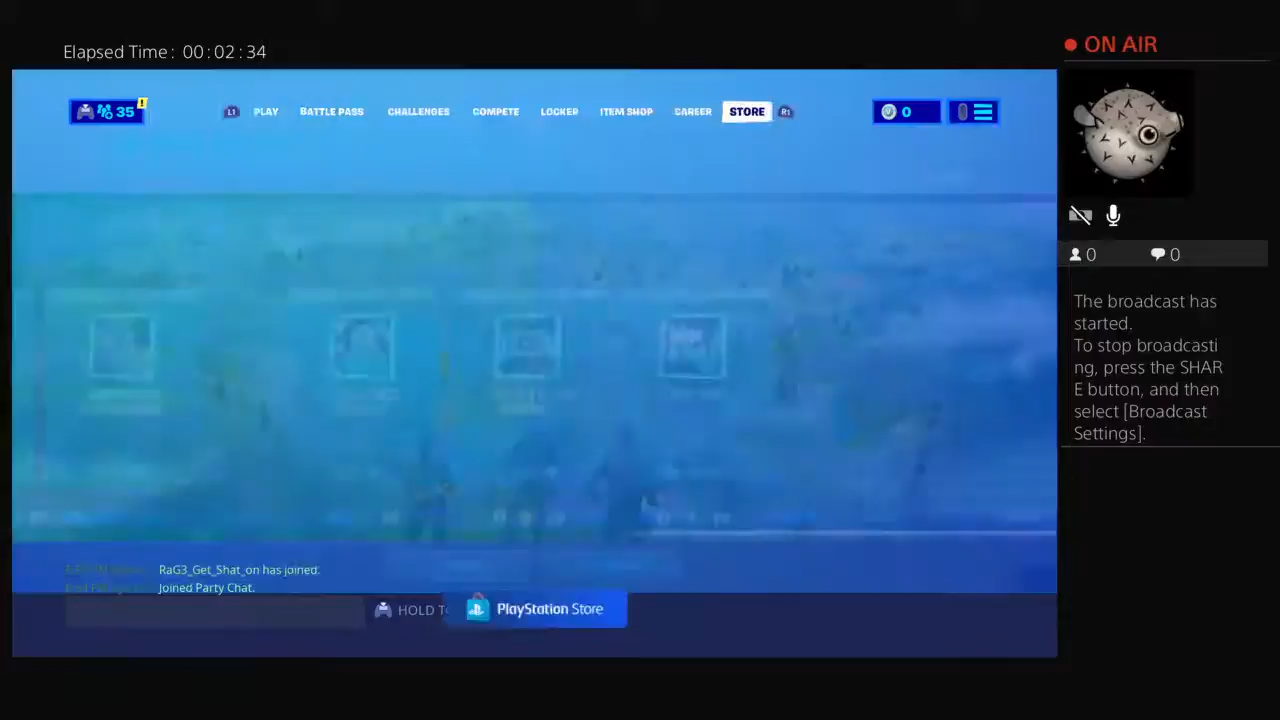 Elapsed Time: 00:02:34
ON AIR
35
!
L1 PLAY BATTLE PASS CHALLENGES COMPETE LOCKER ITEM SHOP CAREER STORE R1
0
0
0
The broadcast has
started.
To stop broadcasti
ng, press the SHAR
E button, and then
select [Broadcast
Settings].
RaG3_Get_Shat_on has joined.
Joined Party Chat.
HOLD
PlayStation Store